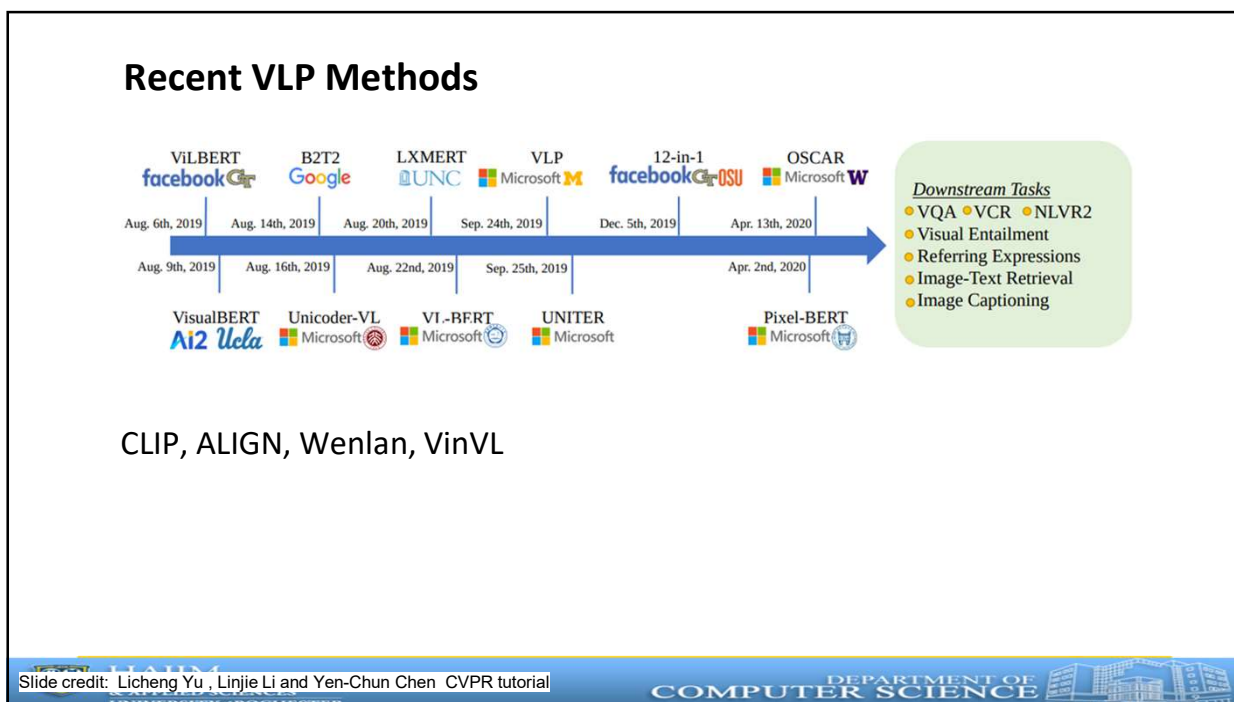 Recent VLP Methods
ViLBERT B2T2 LXMERT VLP 12-in-1 OSCAR
facebook GT Google UNC Microsoft M facebook GT OSU Microsoft W
Aug. 6th, 2019 Aug. 14th, 2019 Aug. 20th, 2019 Sep. 24th, 2019 Dec. 5th, 2019 Apr. 13th, 2020
Aug. 9th, 2019 Aug. 16th, 2019 Aug. 22nd, 2019 Sep. 25th, 2019 Apr. 2nd, 2020
VisualBERT Unicoder-VL VL-BERT UNITER Pixel-BERT
Ai2 Ucla Microsoft Microsoft Microsoft Microsoft
Downstream Tasks
VQA VCR NLVR2
Visual Entailment
Referring Expressions
Image-Text Retrieval
Image Captioning
CLIP, ALIGN, Wenlan, VinVL
Slide credit: Licheng Yu , Linjie Li and Yen-Chun Chen CVPR tutorial
DEPARTMENT OF
COMPUTER SCIENCE